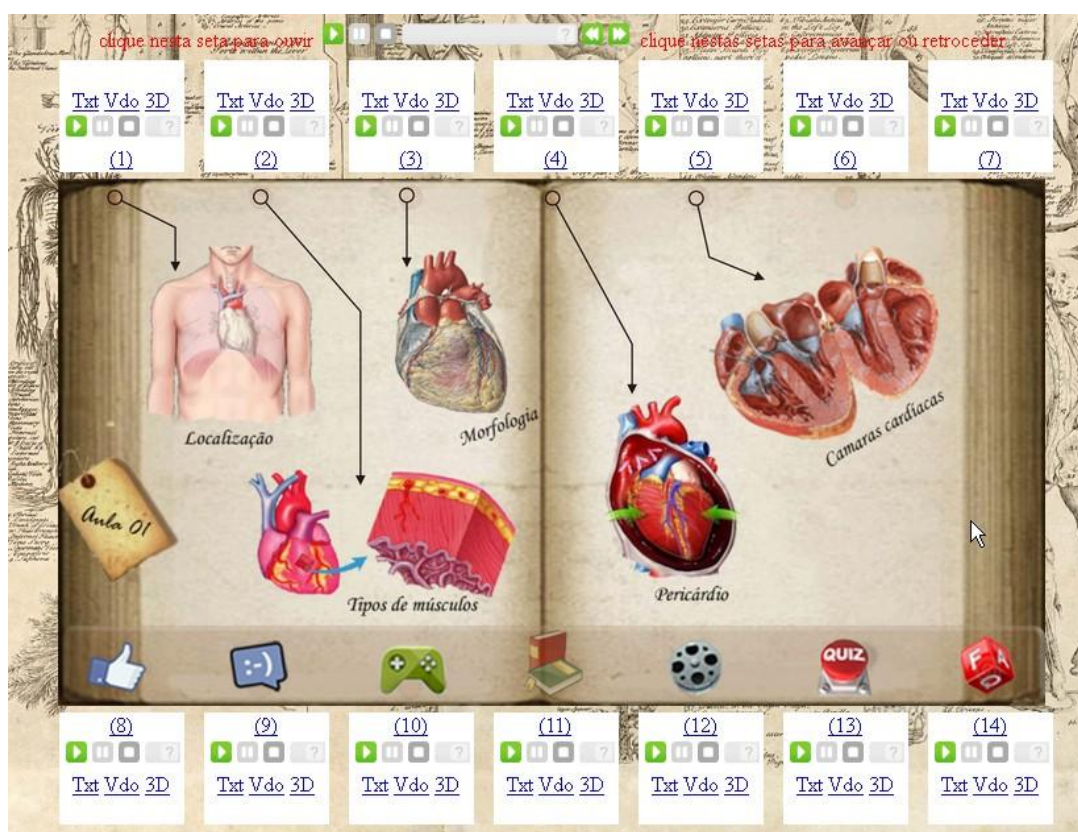 clique nesta seta para ouvir
clique nestas setas para avançar ou retroceder
Txt Vdo 3D
(1)
Txt Vdo 3D
(2)
Txt Vdo 3D
(3)
Txt Vdo 3D
(4)
Txt Vdo 3D
(5)
Txt Vdo 3D
(6)
Txt Vdo 3D
(7)
Localização
Morfologia
Camaras cardíacas
Aula 01
Tipos de músculos
Pericárdio
:-)
QUIZ
F A
Q
(8)
Txt Vdo 3D
(9)
Txt Vdo 3D
(10)
Txt Vdo 3D
(11)
Txt Vdo 3D
(12)
Txt Vdo 3D
(13)
Txt Vdo 3D
(14)
Txt Vdo 3D